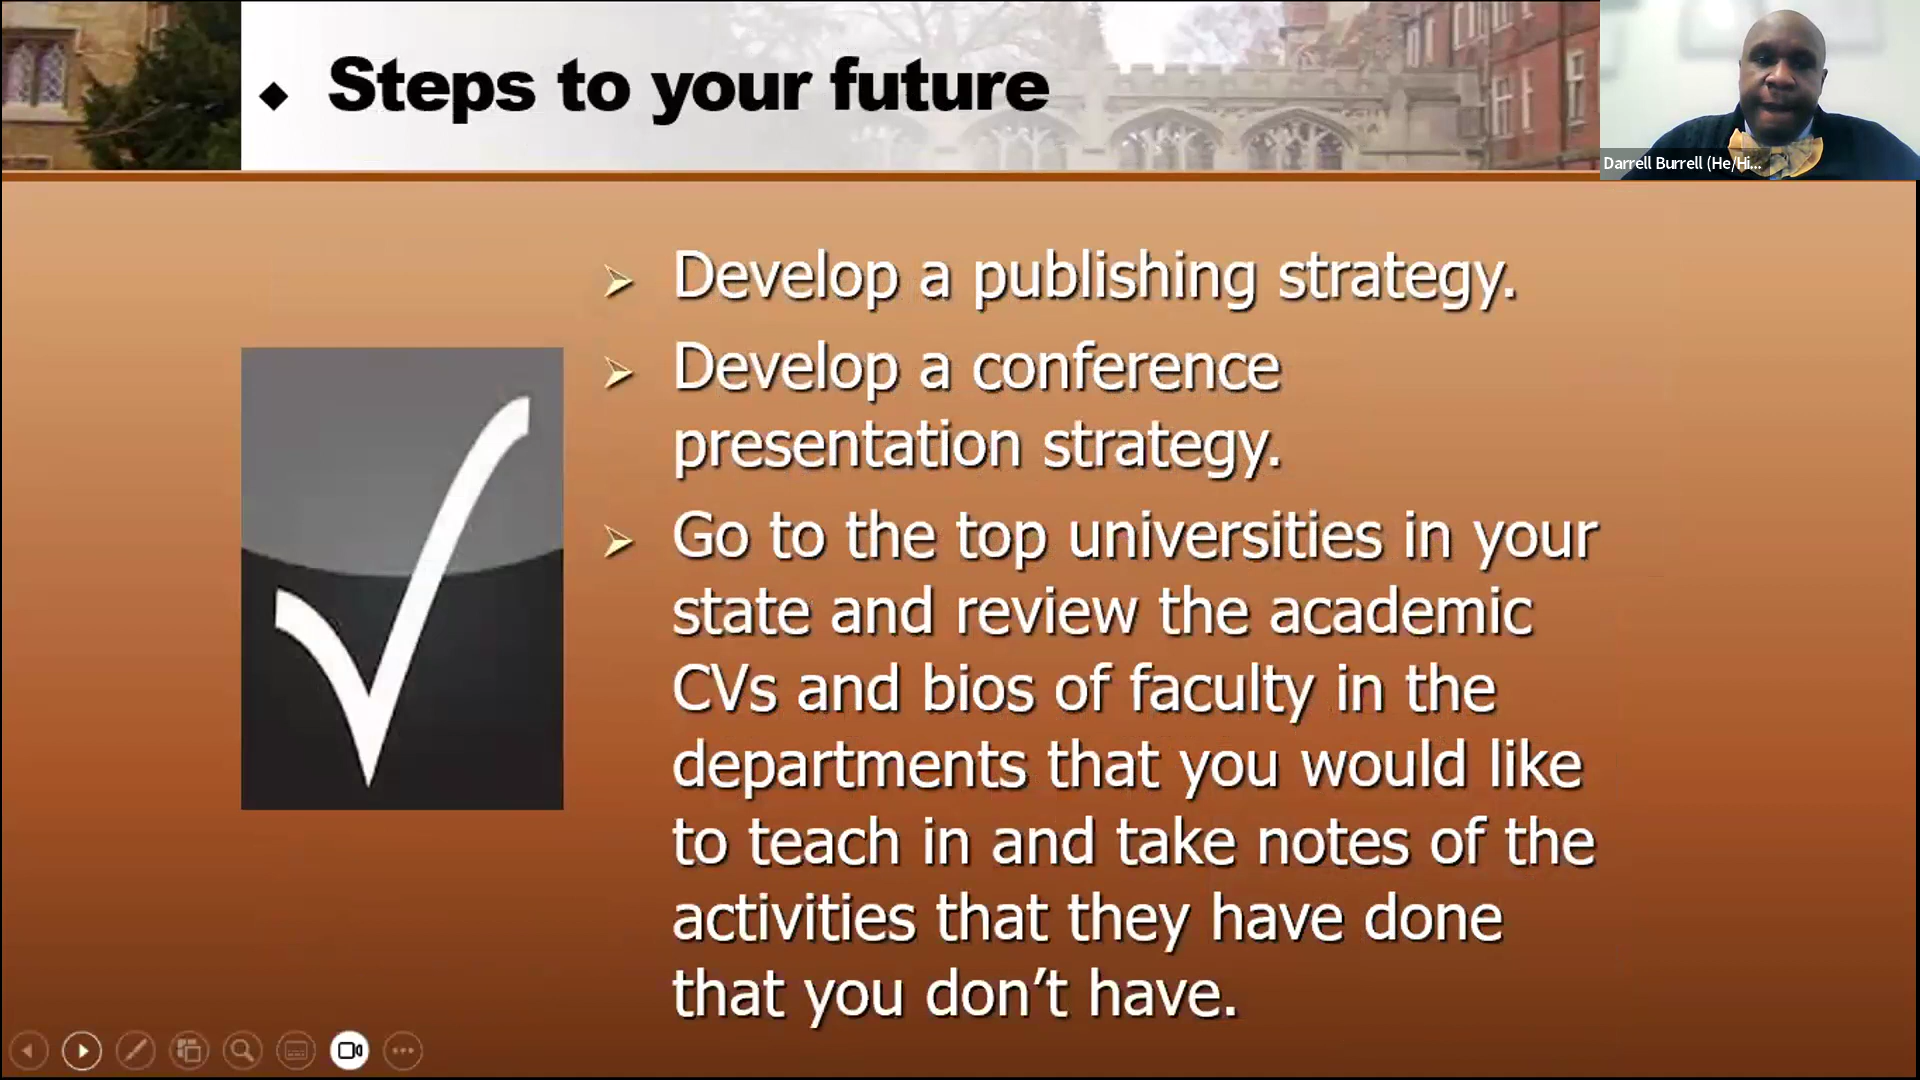 Steps to your future
Darrell Burrell (He/Hi...
Develop a publishing strategy.
Develop a conference
presentation strategy.
Go to the top universities in your
state and review the academic
CVs and bios of faculty in the
departments that you would like
to teach in and take notes of the
activities that they have done
that you don’t have.